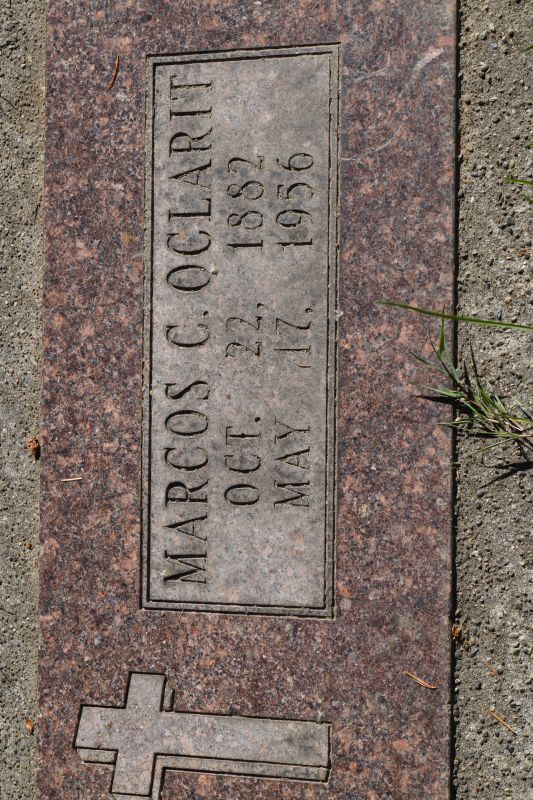 MARCOS C. OCLARIT
OCT. 22, 1882
MAY 17, 1956